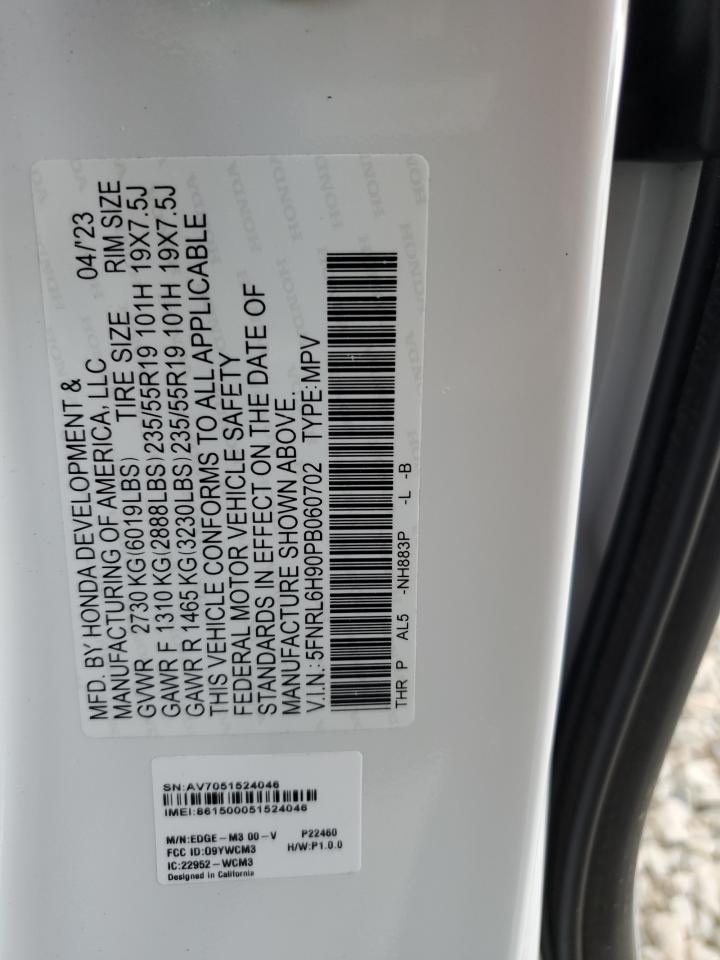 MFD. BY HONDA DEVELOPMENT &
MANUFACTURING OF AMERICA, LLC 04/'23
GVWR 2730 KG(6019LBS) TIRE SIZE RIM SIZE
GAWR F 1310 KG(2888LBS)235/55R19 101H 19X7.5J
GAWR R 1465 KG(3230LBS)235/55R19 101H 19X7.5J
THIS VEHICLE CONFORMS TO ALL APPLICABLE
FEDERAL MOTOR VEHICLE SAFETY
STANDARDS IN EFFECT ON THE DATE OF
MANUFACTURE SHOWN ABOVE.
V.I.N.:5FNRL6H90PB060702 TYPE:MPV
THR P AL5 -NH883P -L -B
HONDA HONDA HONDA
SN:AV7051524046
IMEI:861500051524046
M/N:EDGE-M3 00-V P22460
FCC ID:O9YWCM3 H/W:P1.0.0
IC:22952-WCM3
Designed in California